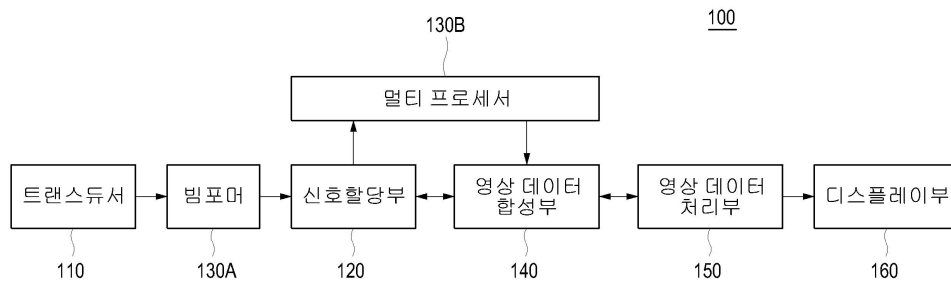 100
130B
멀티 프로세서
트랜스듀서
빔포머
신호할당부
영상 데이터
합성부
영상 데이터
처리부
디스플레이부
110
130A
120
140
150
160